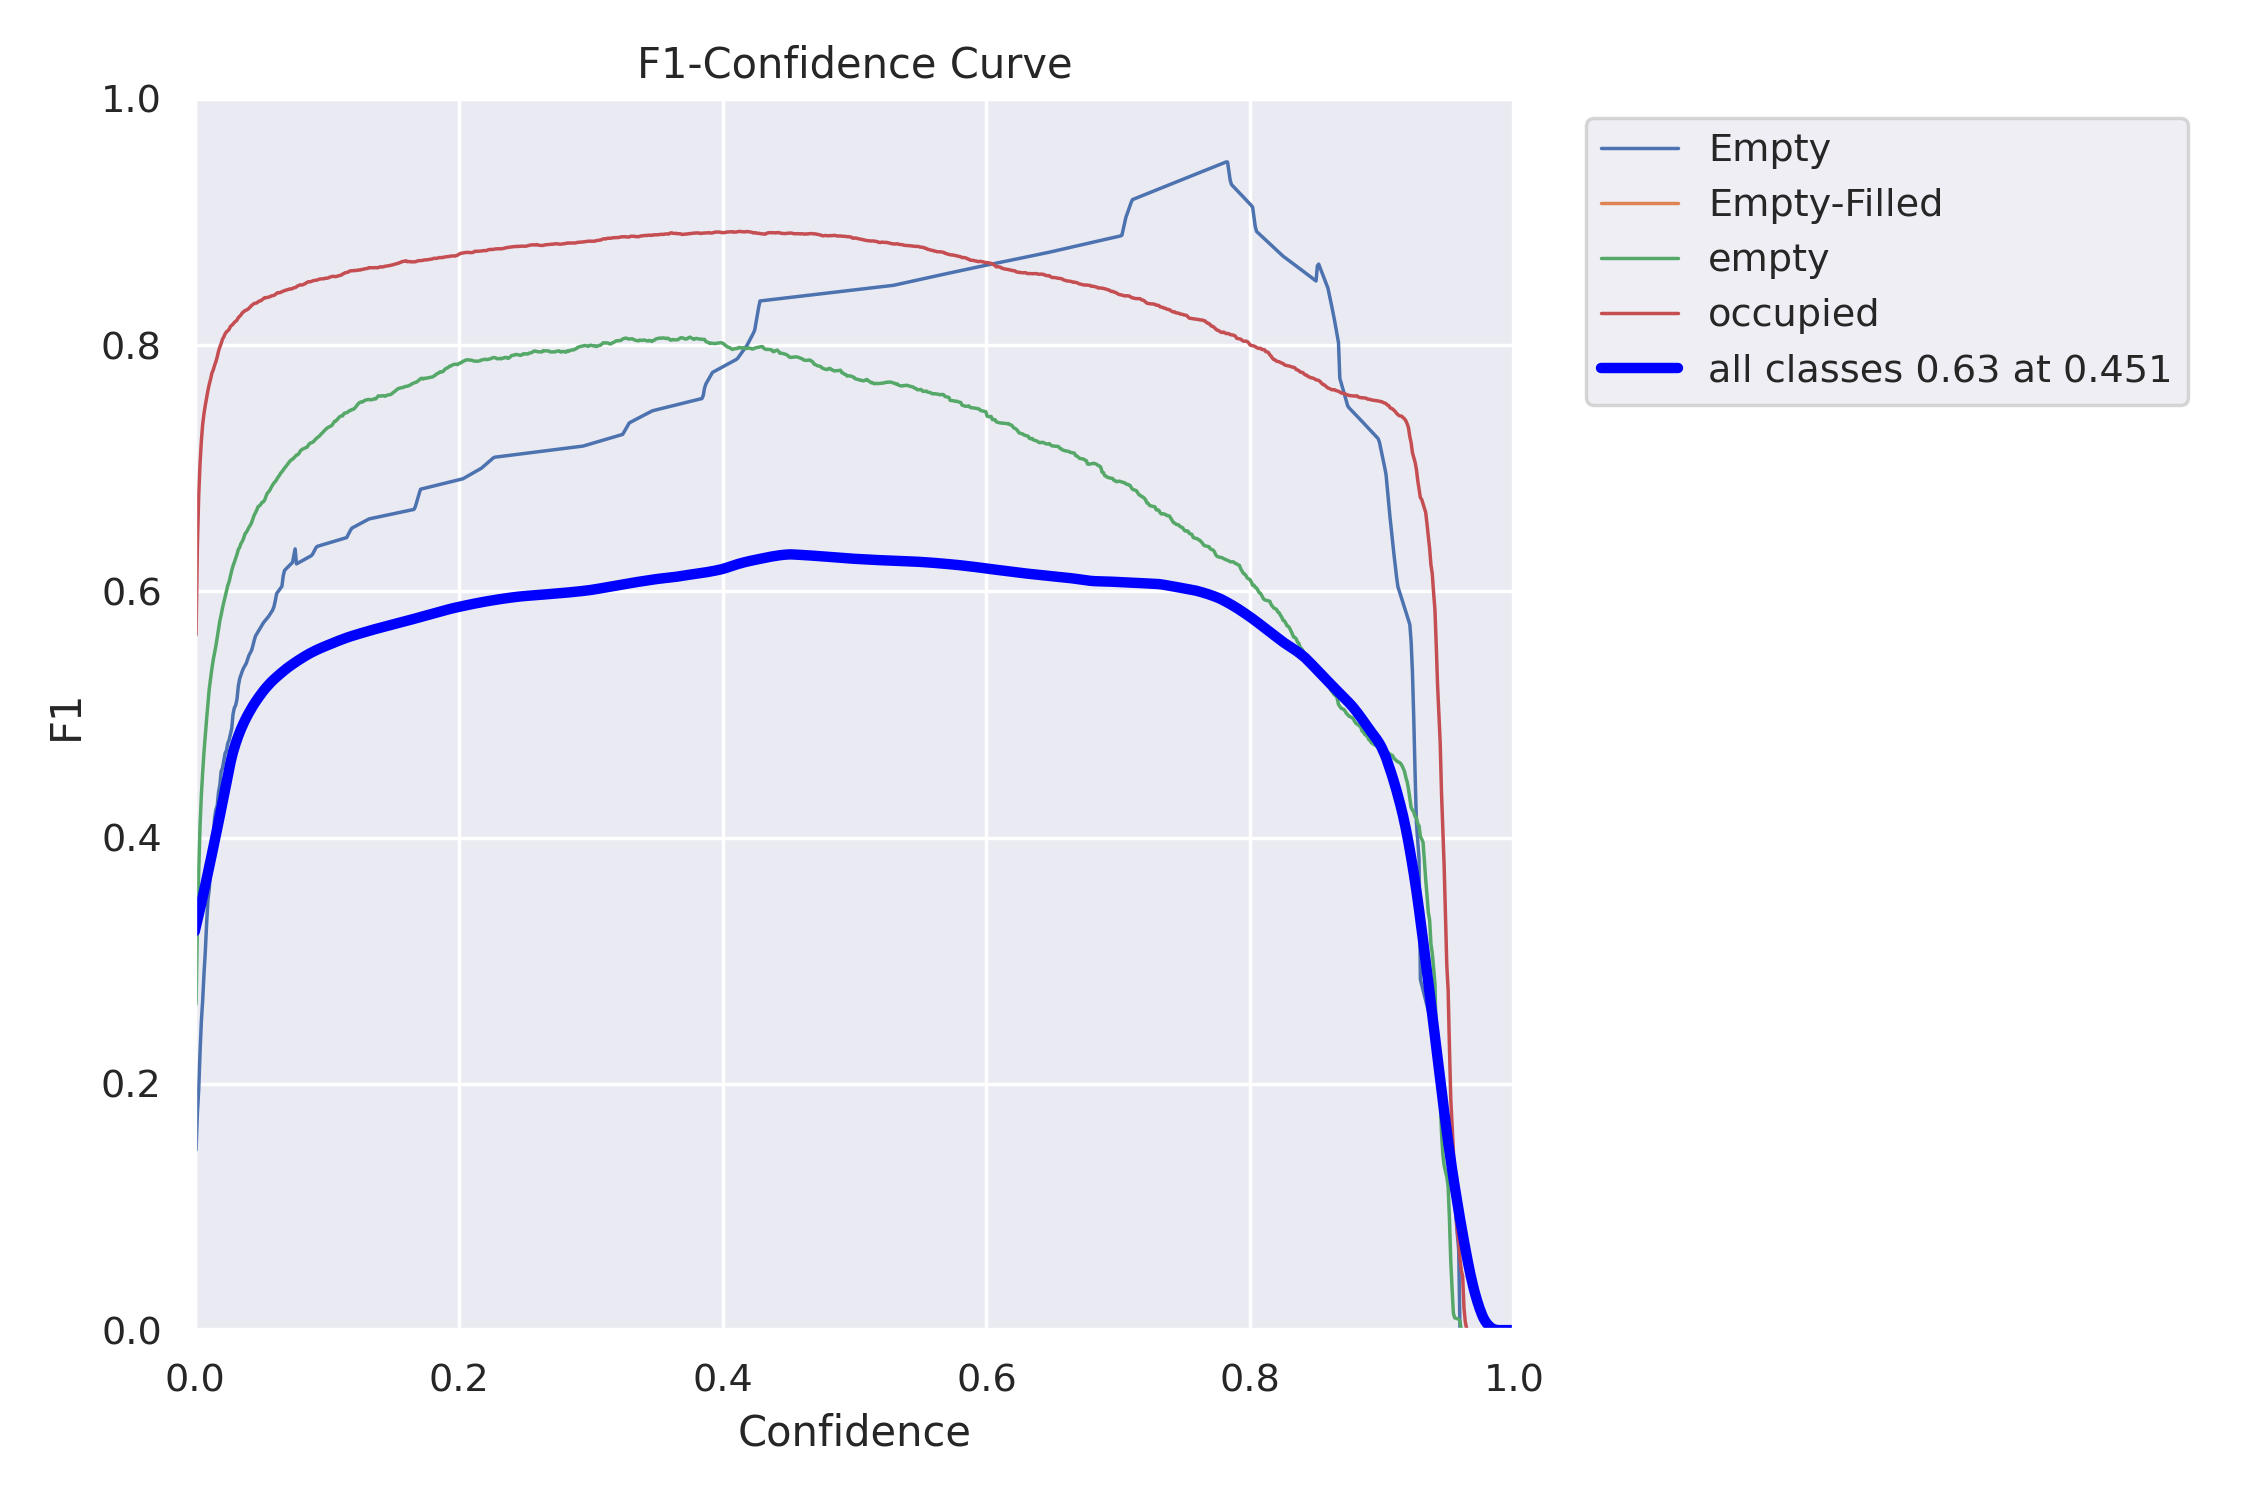 F1-Confidence Curve
1.0
0.8
0.6
0.4
0.2
0.0
F1
0.0 0.2 0.4 0.6 0.8 1.0
Confidence
Empty
Empty-Filled
empty
occupied
all classes 0.63 at 0.451